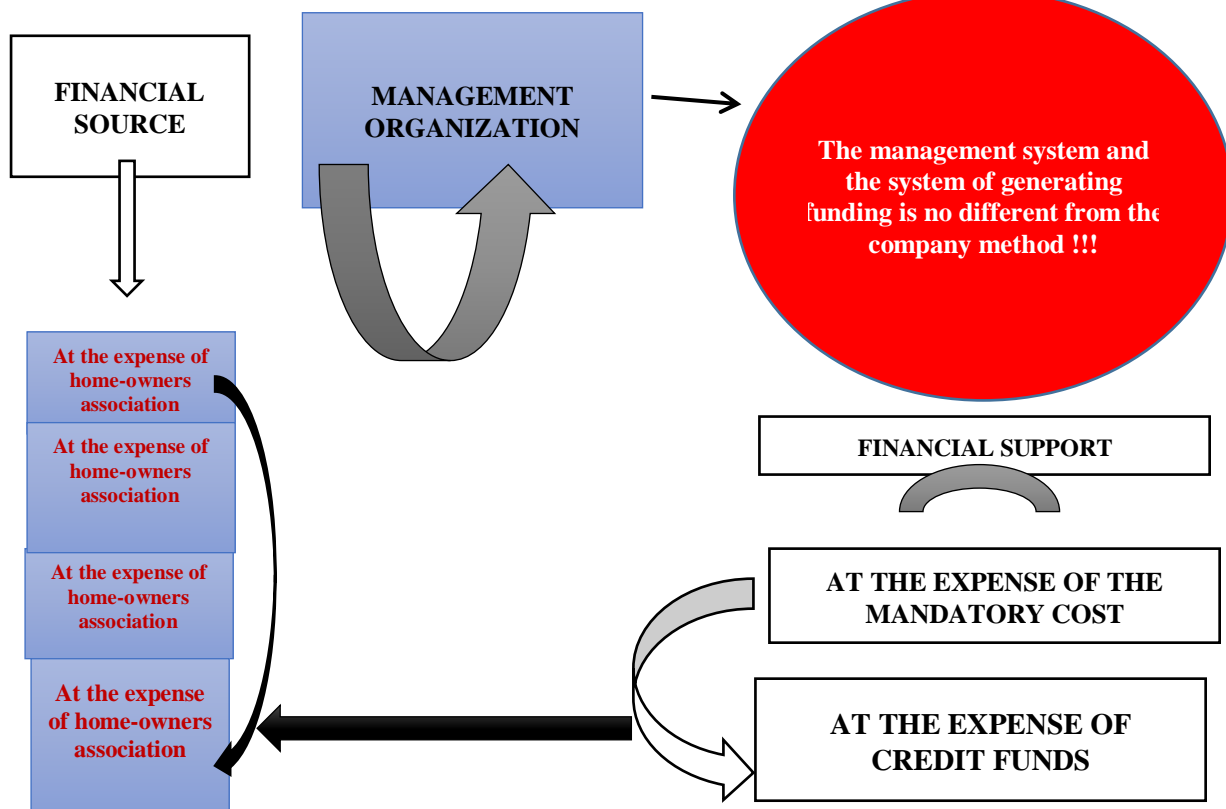 FINANCIAL
SOURCE
MANAGEMENT
ORGANIZATION
The management system and
the system of generating
funding is no different from the
company method !!!
At the expense of
home-owners
association
At the expense of
home-owners
association
At the expense of
home-owners
association
At the expense
of home-owners
association
FINANCIAL SUPPORT
AT THE EXPENSE OF THE
MANDATORY COST
AT THE EXPENSE OF
CREDIT FUNDS